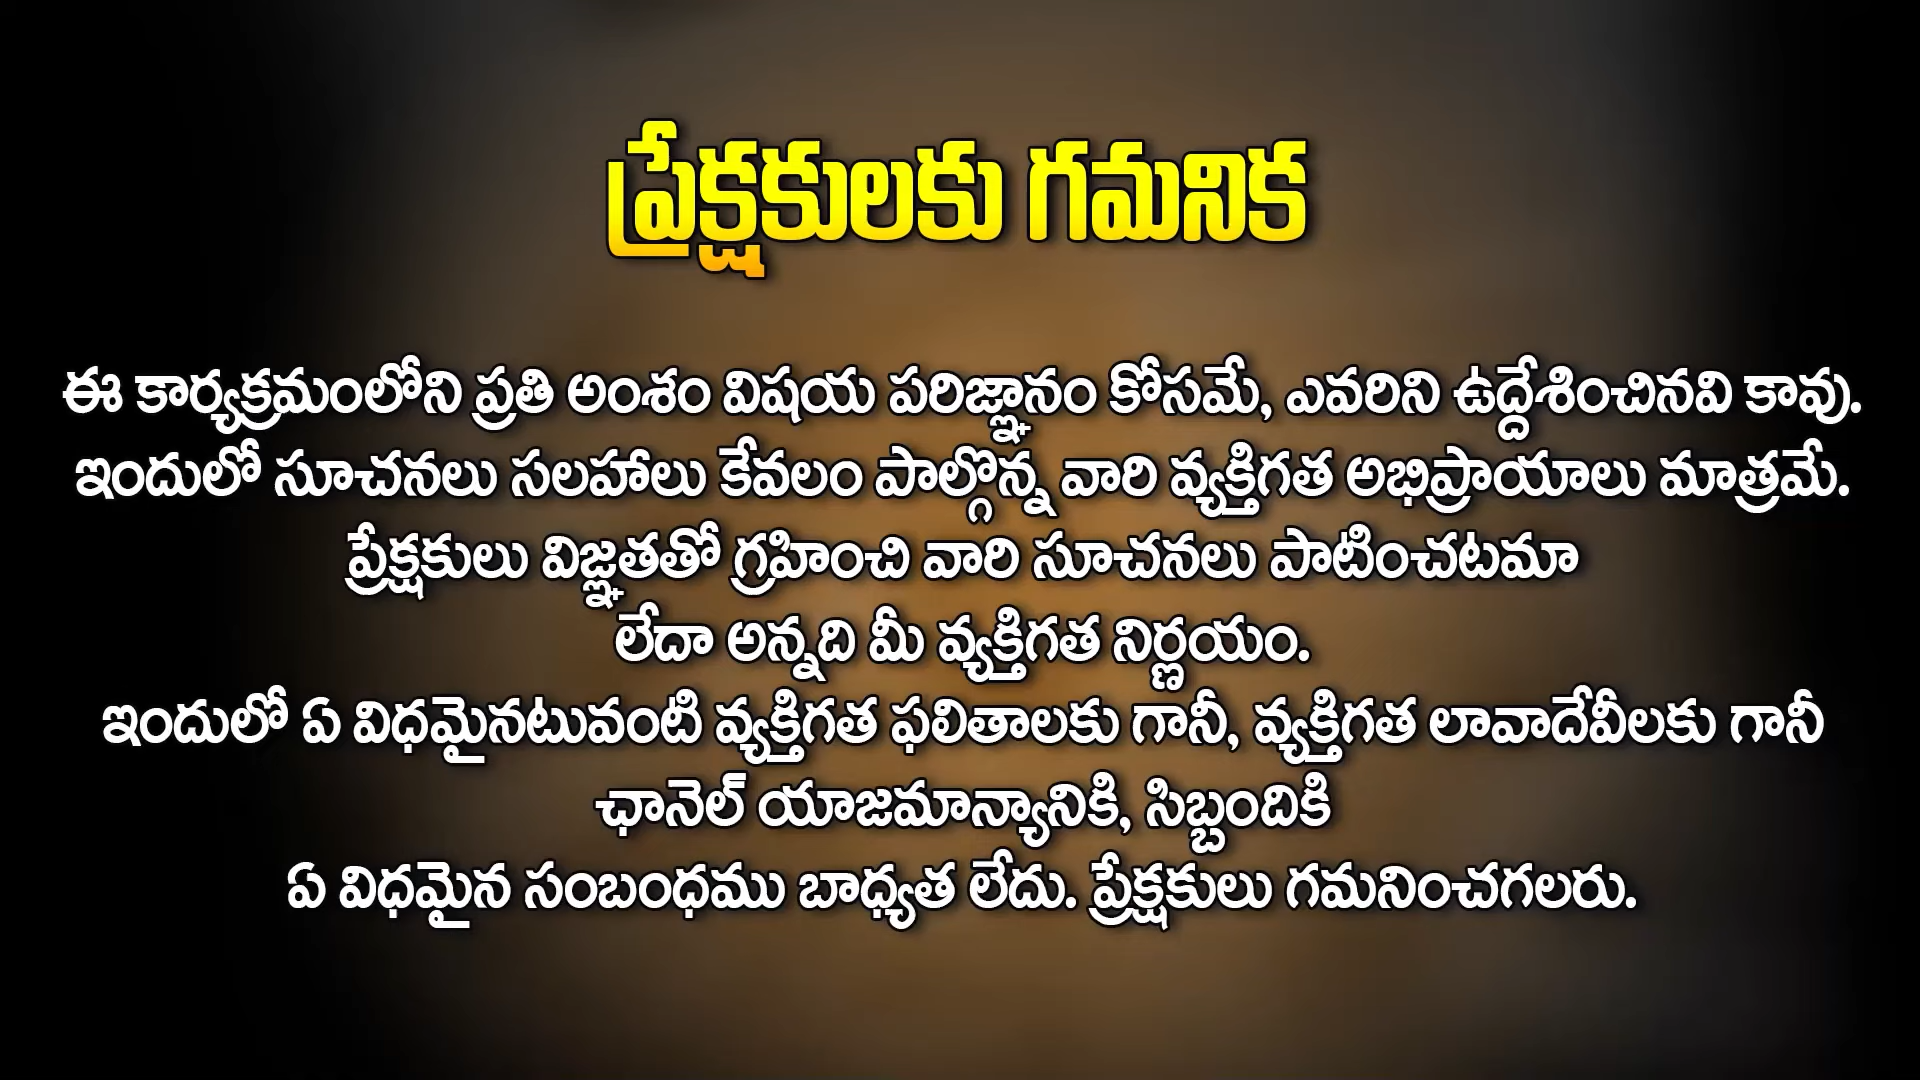 ప్రేక్షకులకు గమనిక
ఈ కార్యక్రమంలోని ప్రతి అంశం విషయ పరిజ్ఞానం కోసమే, ఎవరిని ఉద్దేశించినవి కావు.
ఇందులో సూచనలు సలహాలు కేవలం పాల్గొన్న వారి వ్యక్తిగత అభిప్రాయాలు మాత్రమే.
ప్రేక్షకులు విజ్ఞతతో గ్రహించి వారి సూచనలు పాటించటమా
లేదా అన్నది మీ వ్యక్తిగత నిర్ణయం.
ఇందులో ఏ విధమైనటువంటి వ్యక్తిగత ఫలితాలకు గానీ, వ్యక్తిగత లావాదేవీలకు గానీ
ఛానెల్ యాజమాన్యానికి, సిబ్బందికి
ఏ విధమైన సంబంధము బాధ్యత లేదు. ప్రేక్షకులు గమనించగలరు.